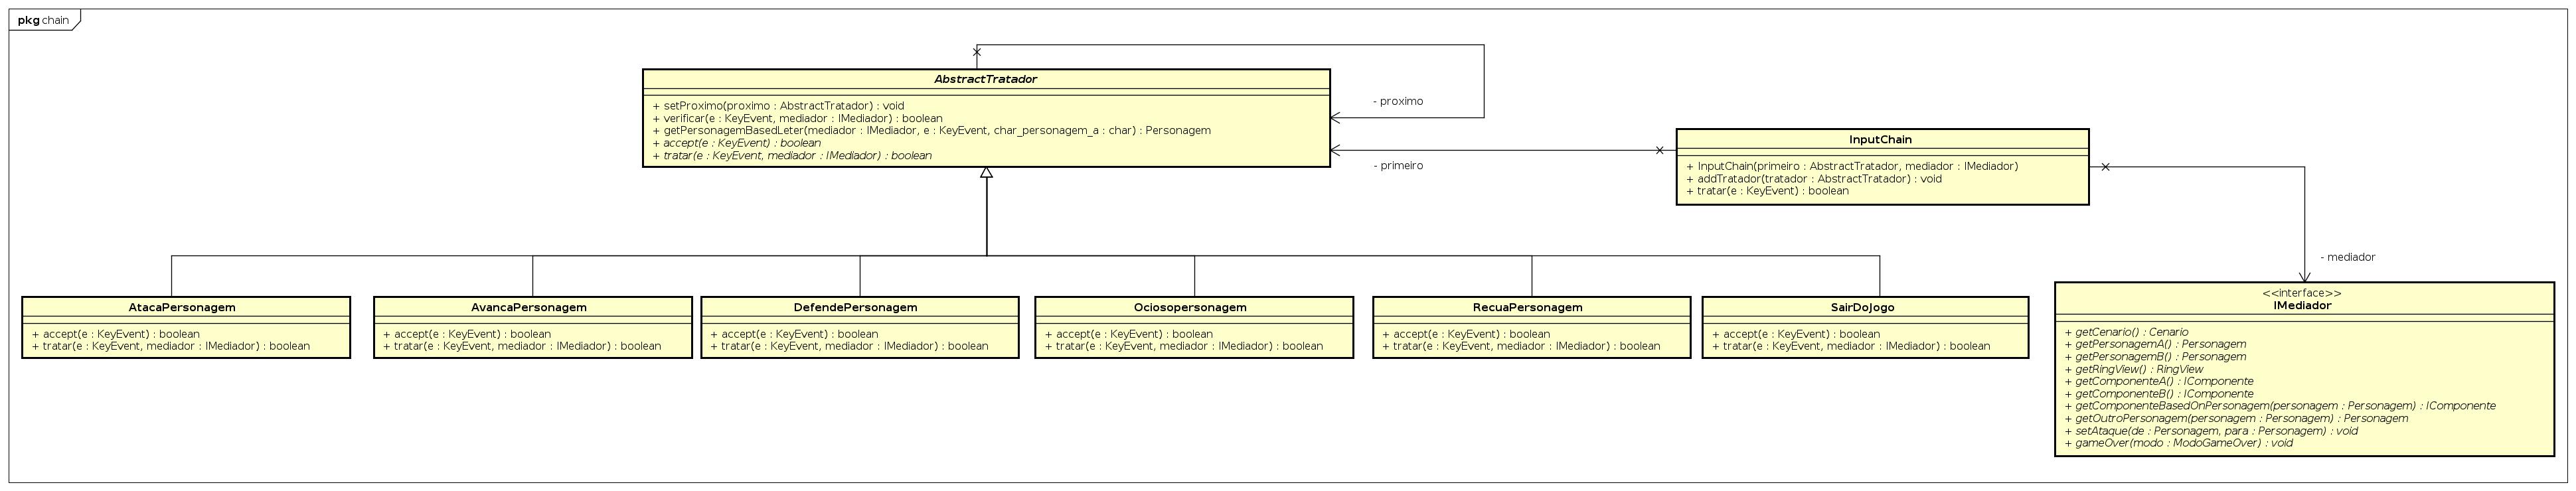 pkg chain
AbstractTratador
+ setProximo(proximo : AbstractTratador) : void
+ verificar(e : KeyEvent, mediador : IMediador) : boolean
+ getPersonagemBasedLeter(mediador : IMediador, e : KeyEvent, char_personagem_a : char) : Personagem
+ accept(e : KeyEvent) : boolean
+ tratar(e : KeyEvent, mediador : IMediador) : boolean
- proximo
- primeiro
InputChain
+ InputChain(primeiro : AbstractTratador, mediador : IMediador)
+ addTratador(tratador : AbstractTratador) : void
+ tratar(e : KeyEvent) : boolean
- mediador
AtacaPersonagem
+ accept(e : KeyEvent) : boolean
+ tratar(e : KeyEvent, mediador : IMediador) : boolean
AvancaPersonagem
+ accept(e : KeyEvent) : boolean
+ tratar(e : KeyEvent, mediador : IMediador) : boolean
DefendePersonagem
+ accept(e : KeyEvent) : boolean
+ tratar(e : KeyEvent, mediador : IMediador) : boolean
Ociosopersonagem
+ accept(e : KeyEvent) : boolean
+ tratar(e : KeyEvent, mediador : IMediador) : boolean
RecuaPersonagem
+ accept(e : KeyEvent) : boolean
+ tratar(e : KeyEvent, mediador : IMediador) : boolean
SairDoJogo
+ accept(e : KeyEvent) : boolean
+ tratar(e : KeyEvent, mediador : IMediador) : boolean
<<interface>>
IMediador
+ getCenario() : Cenario
+ getPersonagemA() : Personagem
+ getPersonagemB() : Personagem
+ getRingView() : RingView
+ getComponenteA() : IComponente
+ getComponenteB() : IComponente
+ getComponenteBasedOnPersonagem(personagem : Personagem) : IComponente
+ getOutroPersonagem(personagem : Personagem) : Personagem
+ setAtaque(de : Personagem, para : Personagem) : void
+ gameOver(modo : ModoGameOver) : void